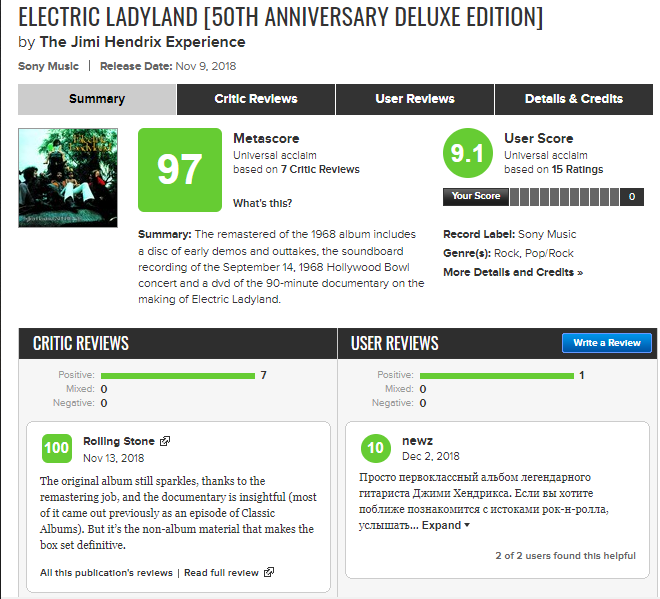 ELECTRIC LADYLAND [50TH ANNIVERSARY DELUXE EDITION]
by The Jimi Hendrix Experience
Sony Music | Release Date: Nov 9, 2018
Summary Critic Reviews User Reviews Details & Credits
97
Metascore
Universal acclaim
based on 7 Critic Reviews
What's this?
9.1
User Score
Universal acclaim
based on 15 Ratings
Your Score 0
Summary: The remastered of the 1968 album includes
a disc of early demos and outtakes, the soundboard
recording of the September 14, 1968 Hollywood Bowl
concert and a dvd of the 90-minute documentary on the
making of Electric Ladyland.
Record Label: Sony Music
Genre(s): Rock, Pop/Rock
More Details and Credits »
CRITIC REVIEWS
Positive: 7
Mixed: 0
Negative: 0
100
Rolling Stone
Nov 13, 2018
The original album still sparkles, thanks to the
remastering job, and the documentary is insightful (most
of it came out previously as an episode of Classic
Albums). But it's the non-album material that makes the
box set definitive.
All this publication's reviews | Read full review
USER REVIEWS
Write a Review
Positive: 1
Mixed: 0
Negative: 0
10
newz
Dec 2, 2018
Просто первоклассный альбом легендарного
гитариста Джими Хендрикса. Если вы хотите
поближе познакомится с истоками рок-н-ролла,
услышать... Expand
2 of 2 users found this helpful